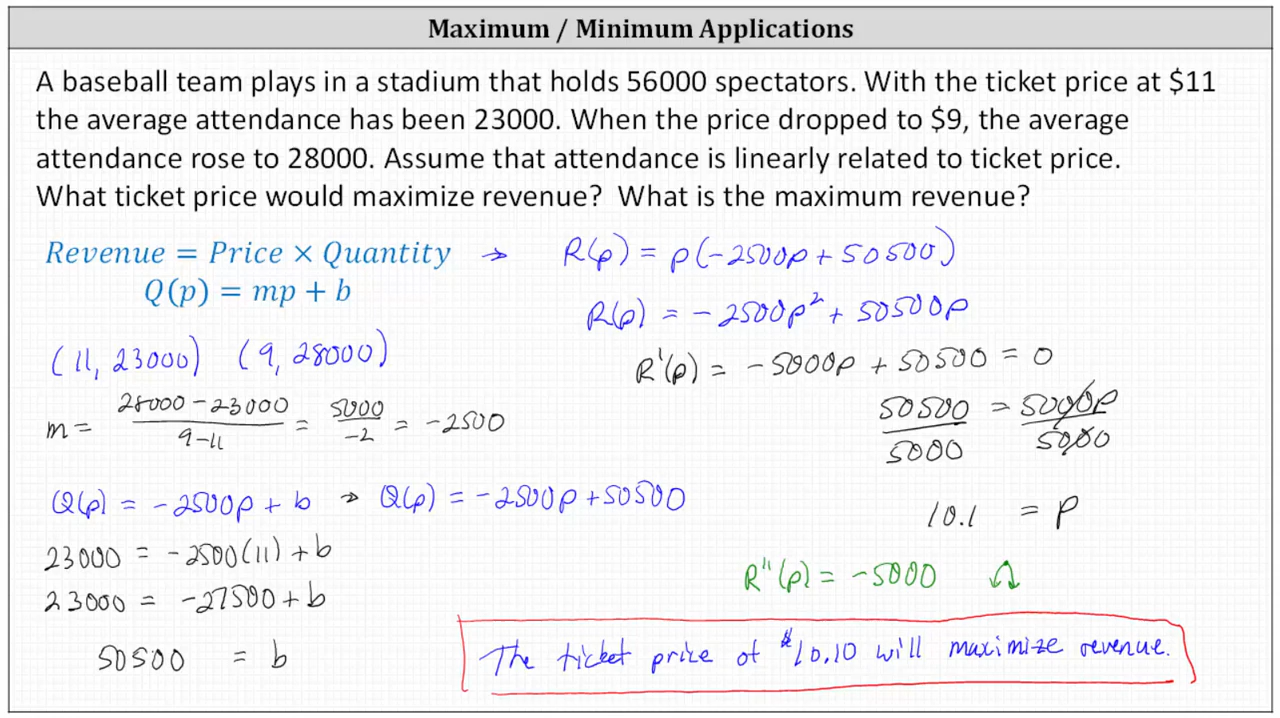 Maximum / Minimum Applications
A baseball team plays in a stadium that holds 56000 spectators. With the ticket price at $11
the average attendance has been 23000. When the price dropped to $9, the average
attendance rose to 28000. Assume that attendance is linearly related to ticket price.
What ticket price would maximize revenue? What is the maximum revenue?
Revenue = Price × Quantity →
Q(p) = mp + b
(11, 23000) (9, 28000)
m = (28000 - 23000)/(9-11) = 5000/-2 = -2500
Q(p) = -2500p + b → Q(p) = -2500p + 50500
23000 = -2500(11) + b
23000 = -27500 + b
50500 = b
R(p) = p(-2500p + 50500)
R(p) = -2500p² + 50500p
R'(p) = -5000p + 50500 = 0
50500/5000 = 5000p/5000
10.1 = p
R''(p) = -5000
The ticket price of $10.10 will maximize revenue.